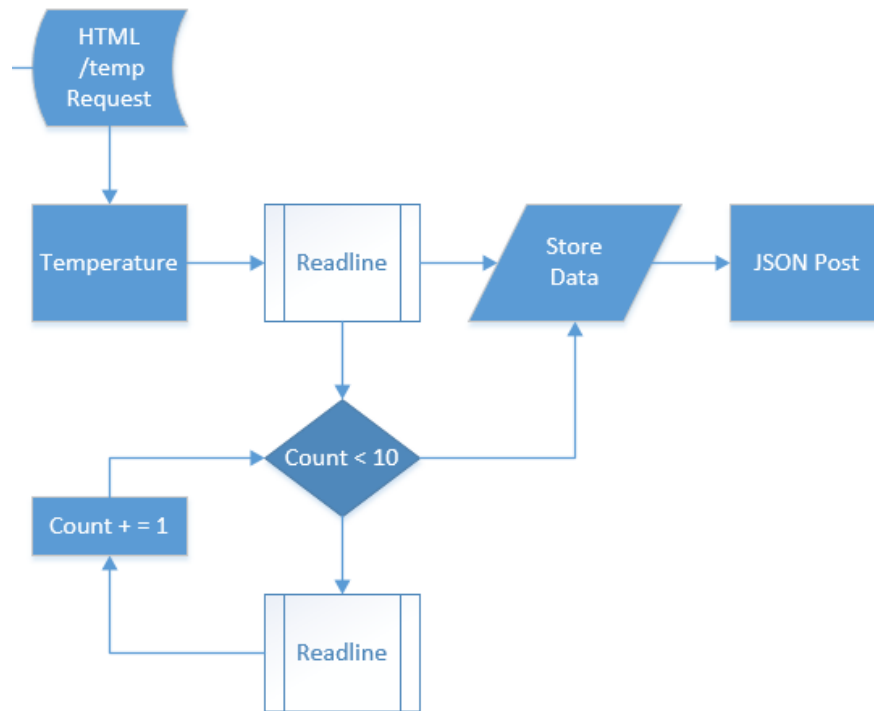 HTML
/temp
Request
Temperature
Readline
Store
Data
JSON Post
Count < 10
Count + = 1
Readline